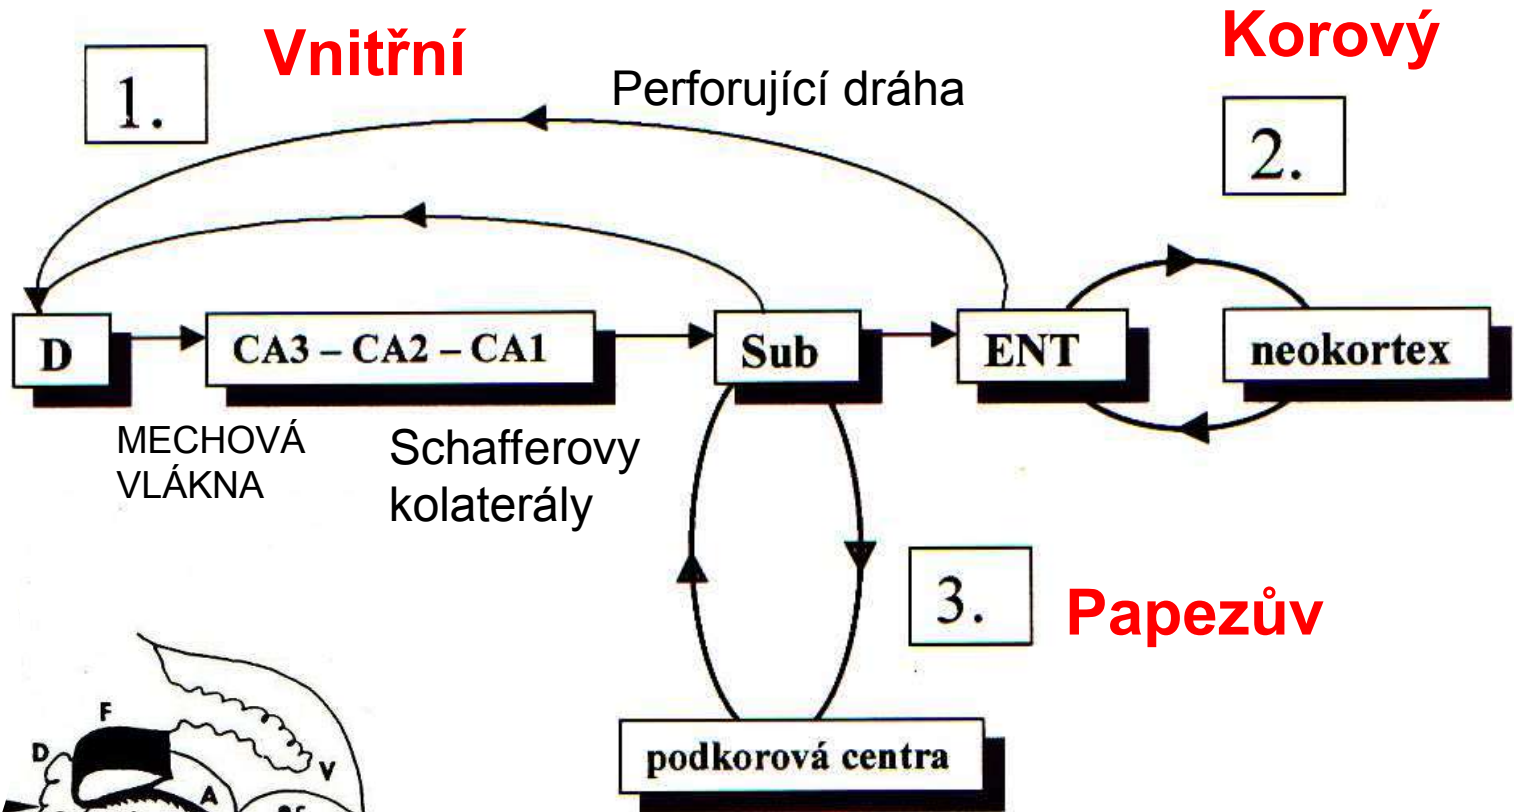 Vnitřní
Korový
1.
Perforující dráha
2.
D
CA3 – CA2 – CA1
Sub
ENT
neokortex
MECHOVÁ
VLÁKNA
Schafferovy
kolaterály
3.
Papezův
podkorová centra
F
D
V
A